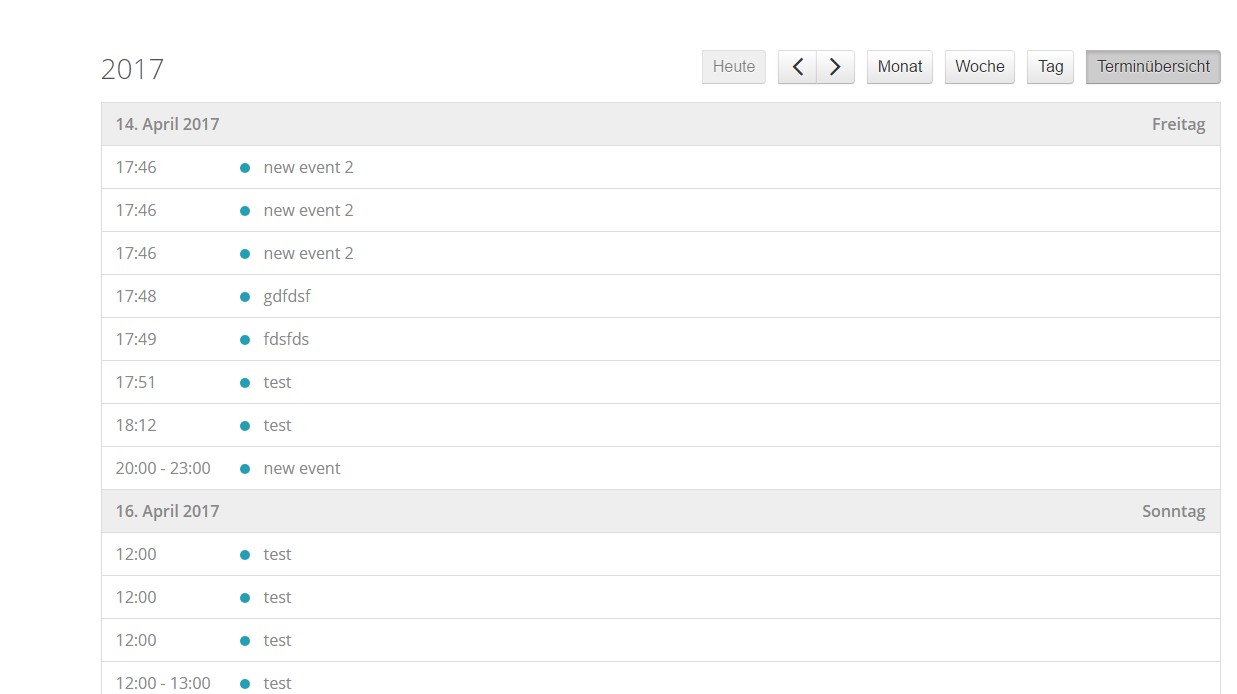 2017 Heute Monat Woche Tag Terminübersicht
14. April 2017 Freitag
17:46 new event 2
17:46 new event 2
17:46 new event 2
17:48 gdfdsf
17:49 fdsfds
17:51 test
18:12 test
20:00 - 23:00 new event
16. April 2017 Sonntag
12:00 test
12:00 test
12:00 test
12:00 - 13:00 test